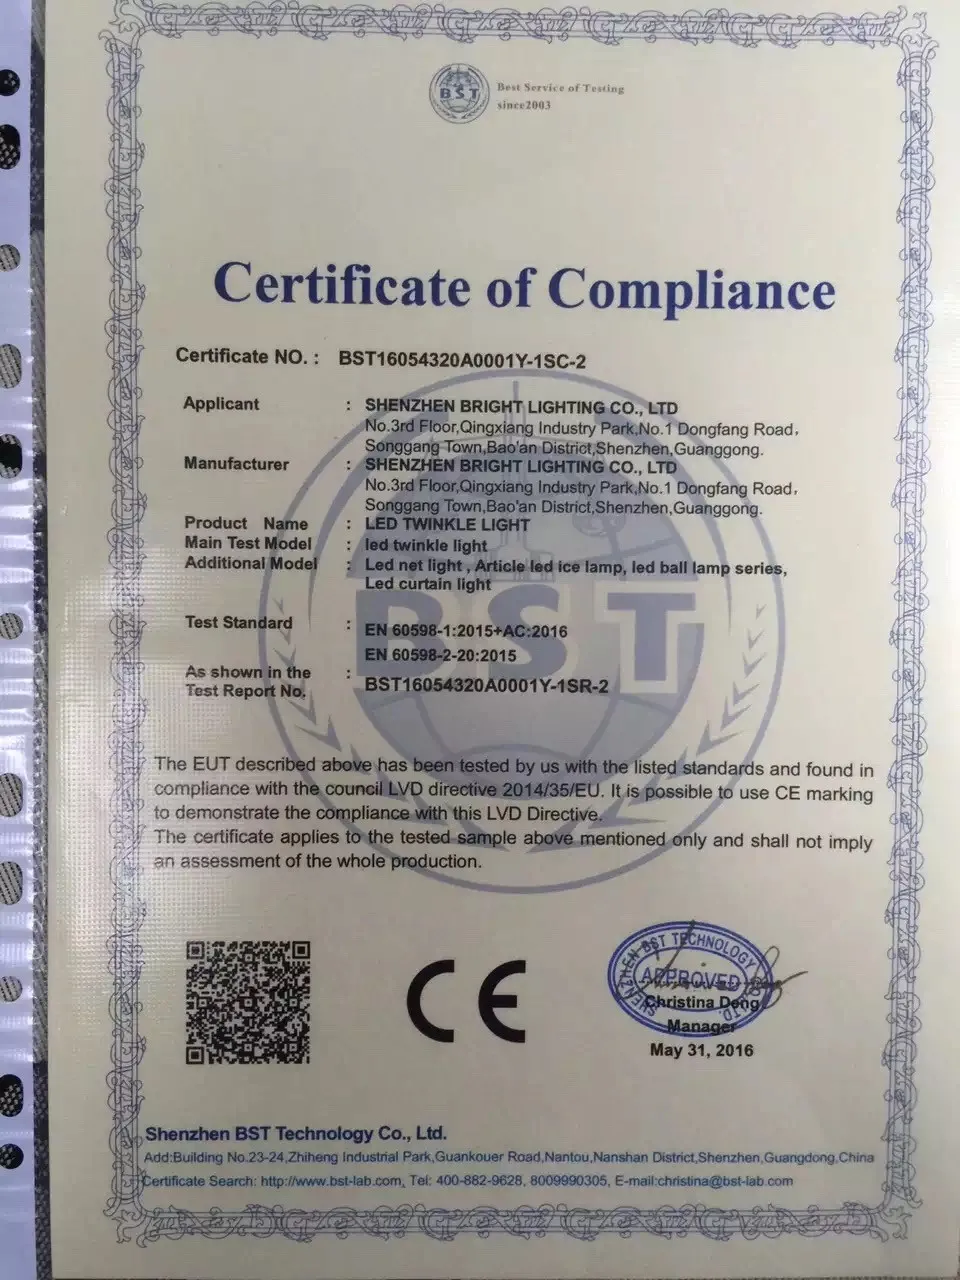 BST
Best Service of Testing
since2003
Certificate of Compliance
Certificate NO. : BST16054320A0001Y-1SC-2
Applicant : SHENZHEN BRIGHT LIGHTING CO., LTD
No.3rd Floor,Qingxiang Industry Park,No.1 Dongfang Road,
Songgang Town,Bao'an District,Shenzhen,Guanggong.
Manufacturer : SHENZHEN BRIGHT LIGHTING CO., LTD
No.3rd Floor,Qingxiang Industry Park,No.1 Dongfang Road,
Songgang Town,Bao'an District,Shenzhen,Guanggong.
Product Name : LED TWINKLE LIGHT
Main Test Model : led twinkle light
Additional Model : Led net light , Article led ice lamp, led ball lamp series,
Led curtain light
BST
Test Standard : EN 60598-1:2015+AC:2016
EN 60598-2-20:2015
As shown in the
Test Report No. : BST16054320A0001Y-1SR-2
The EUT described above has been tested by us with the listed standards and found in
compliance with the council LVD directive 2014/35/EU. It is possible to use CE marking
to demonstrate the compliance with this LVD Directive.
The certificate applies to the tested sample above mentioned only and shall not imply
an assessment of the whole production.
CE
SHENZHEN BST TECHNOLOGY CO., LTD.
APPROVED
Christina Deng
Manager
May 31, 2016
Shenzhen BST Technology Co., Ltd.
Add:Building No.23-24,Zhiheng Industrial Park,Guankouer Road,Nantou,Nanshan District,Shenzhen,Guangdong,China
Certificate Search: http://www.bst-lab.com, Tel: 400-882-9628, 8009990305, E-mail:christina@bst-lab.com